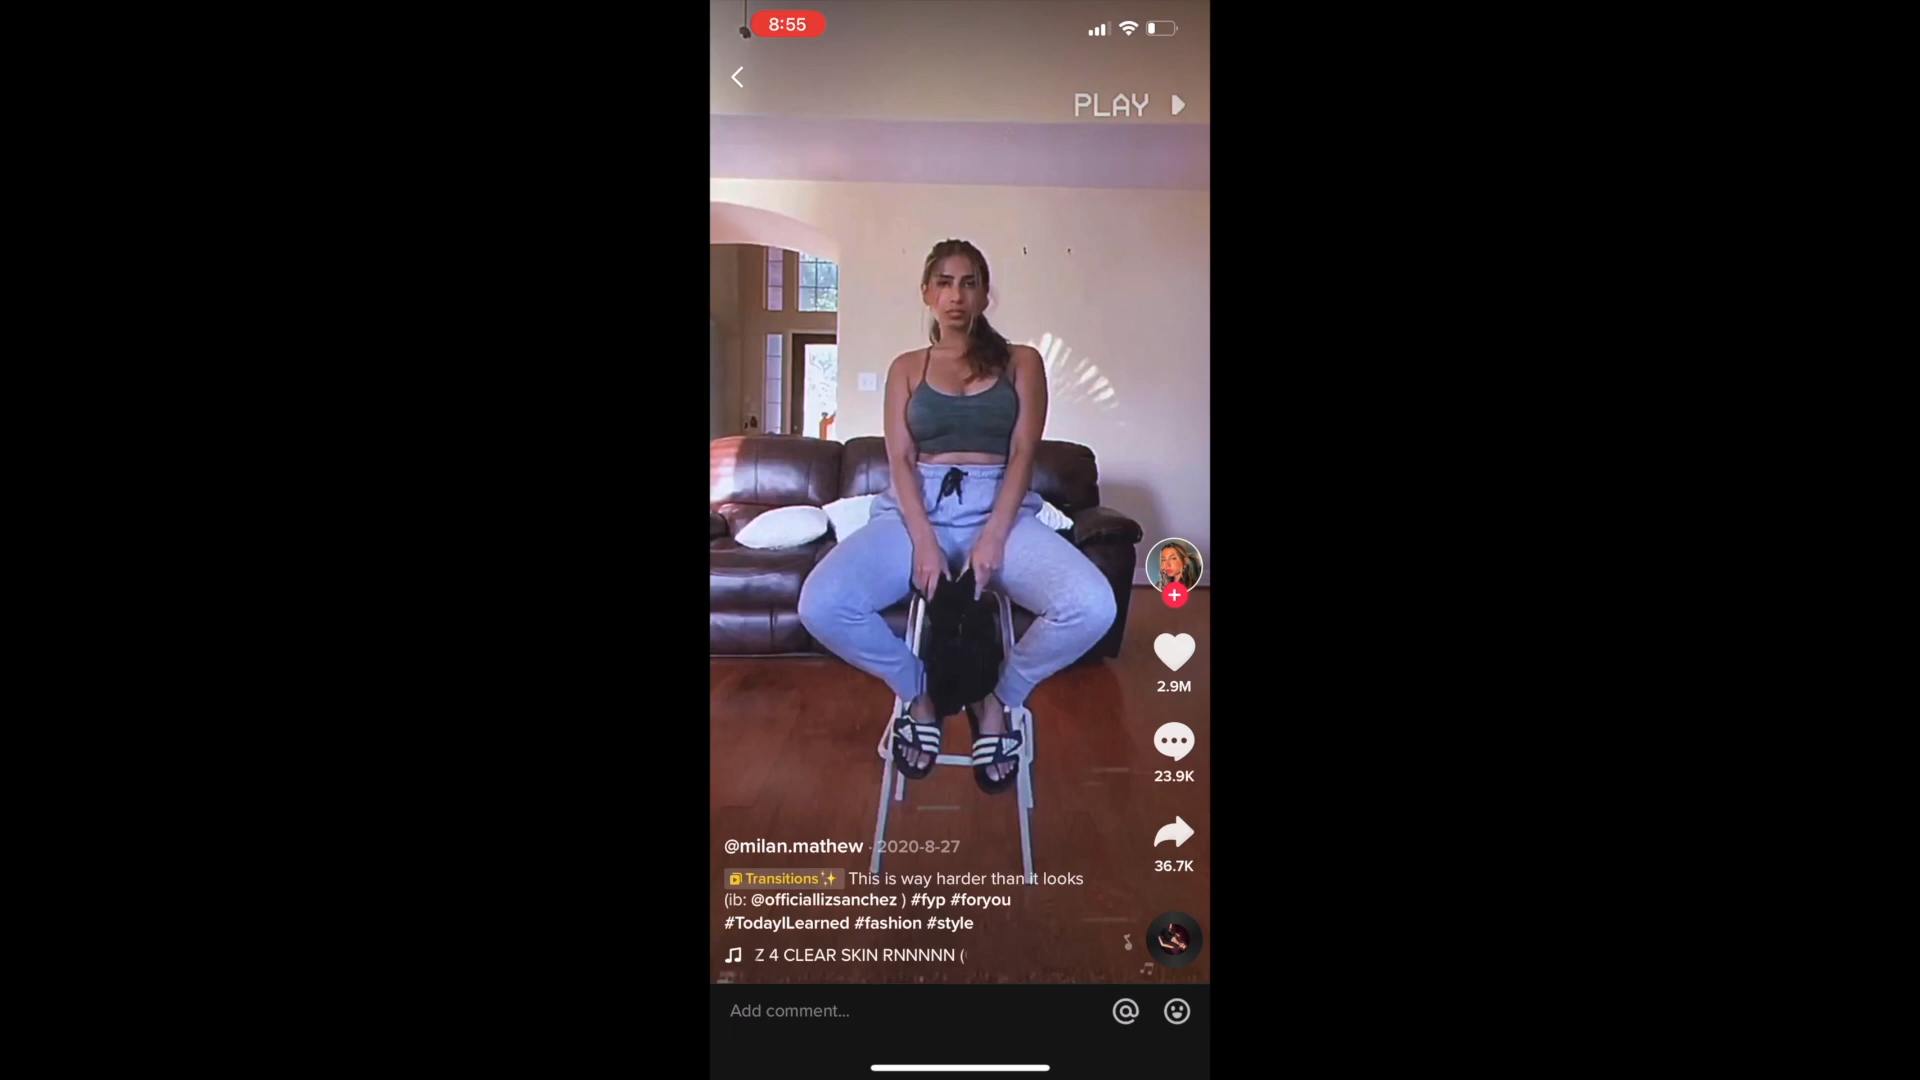 8:55
PLAY
2.9M
23.9K
36.7K
@milan.mathew · 2020-8-27
Transitions✨ This is way harder than it looks
(ib: @officiallizsanchez ) #fyp #foryou
#TodayILearned #fashion #style
Z 4 CLEAR SKIN RNNNNN (
Add comment...